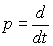 p = d/dt